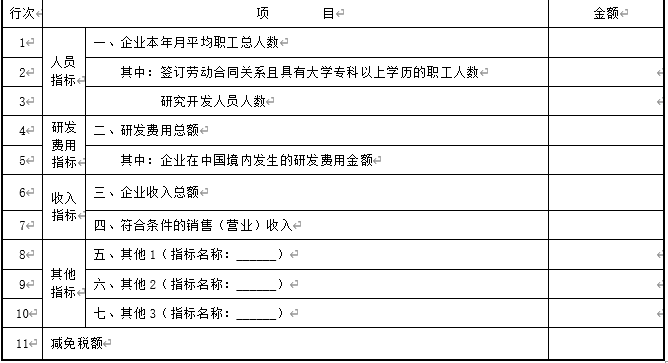 行次 项 目 金额
1 人员指标 一、企业本年月平均职工总人数
2 其中：签订劳动合同关系且具有大学专科以上学历的职工人数
3 研究开发人员人数
4 研发费用指标 二、研发费用总额
5 其中：企业在中国境内发生的研发费用金额
6 收入指标 三、企业收入总额
7 四、符合条件的销售（营业）收入
8 其他指标 五、其他1（指标名称：______）
9 六、其他2（指标名称：______）
10 七、其他3（指标名称：______）
11 减免税额